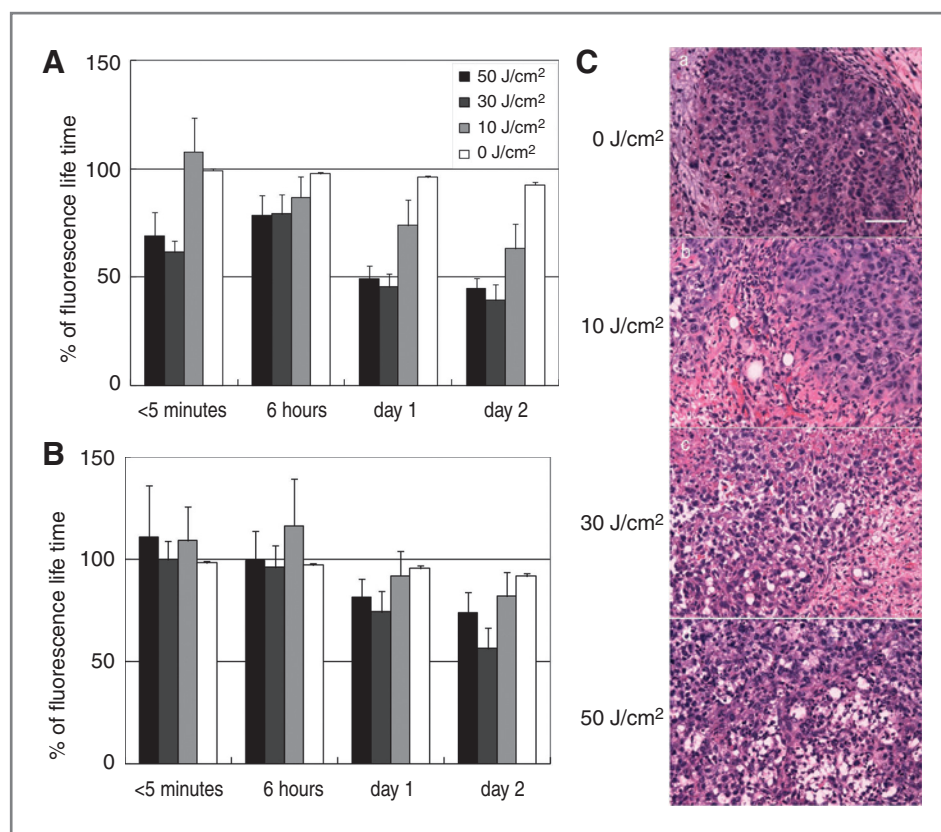 A
150
100
50
0
% of fluorescence life time
50 J/cm²
30 J/cm²
10 J/cm²
0 J/cm²
<5 minutes
6 hours
day 1
day 2
B
150
100
50
0
% of fluorescence life time
<5 minutes
6 hours
day 1
day 2
C
0 J/cm²
a
10 J/cm²
b
30 J/cm²
c
50 J/cm²